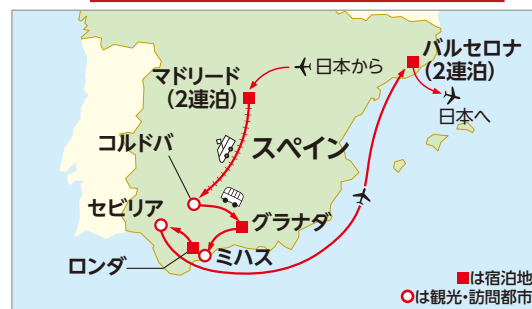 日本から
マドリード
(2連泊)
バルセロナ
(2連泊)
日本へ
コルドバ
スペイン
セビリア
グラナダ
ロンダ
ミハス
■は宿泊地
○は観光・訪問都市